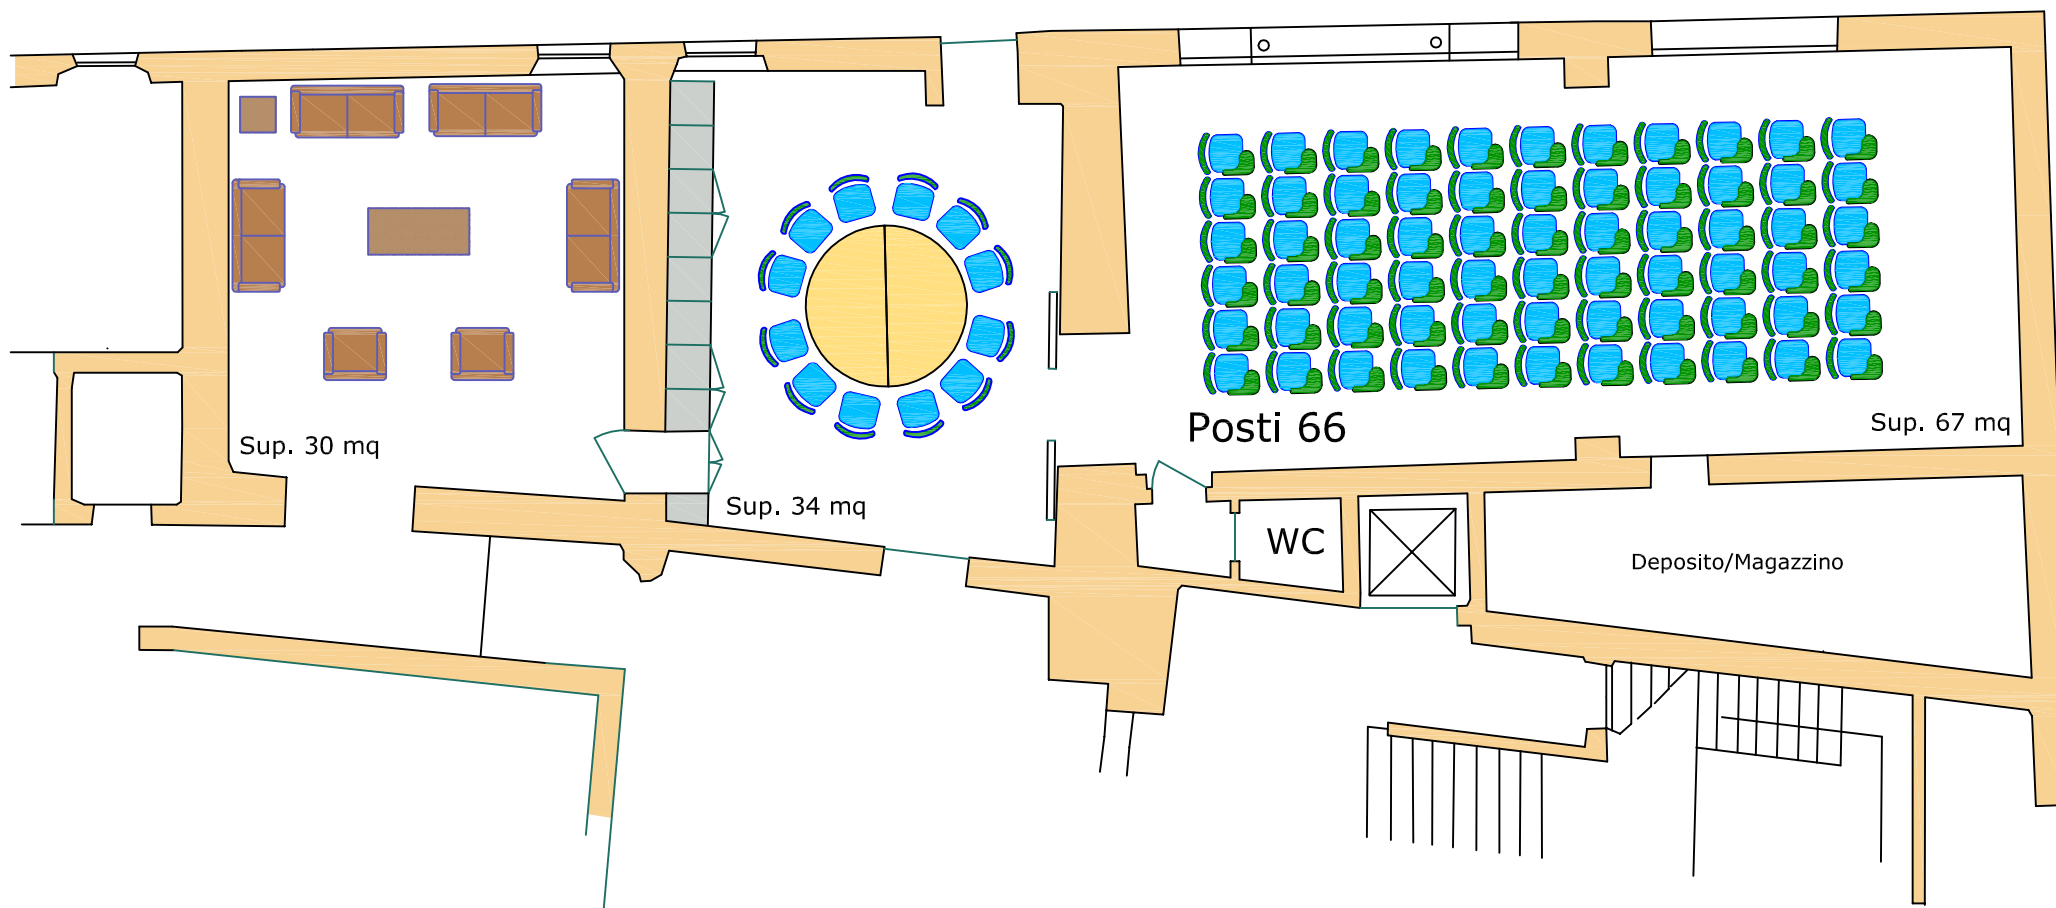 Sup. 30 mq
Sup. 34 mq
Posti 66
Sup. 67 mq
WC
Deposito/Magazzino